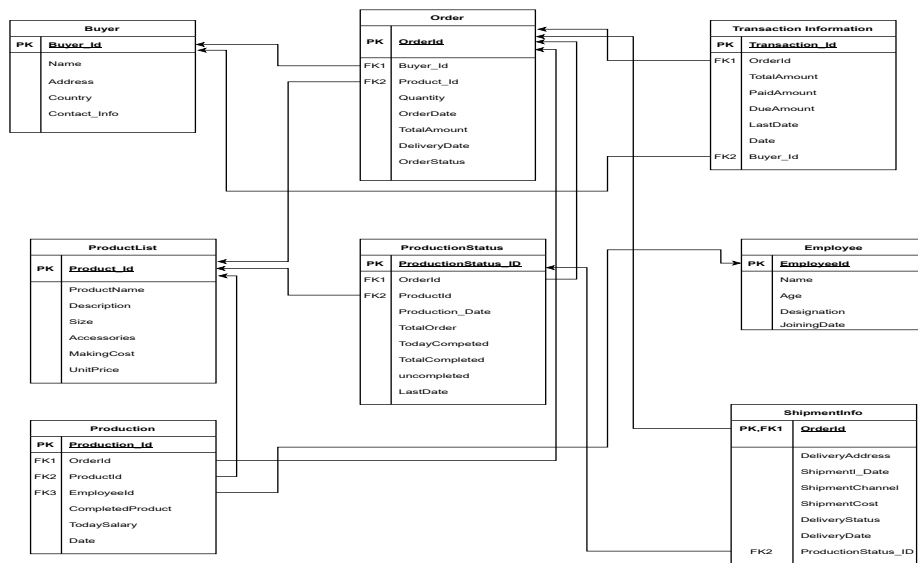 Buyer
PK Buyer_Id
Name
Address
Country
Contact_Info
Order
PK OrderId
FK1 Buyer_Id
FK2 Product_Id
Quantity
OrderDate
TotalAmount
DeliveryDate
OrderStatus
Transaction Information
PK Transaction_Id
FK1 OrderId
TotalAmount
PaidAmount
DueAmount
LastDate
Date
FK2 Buyer_Id
ProductList
PK Product_Id
ProductName
Description
Size
Accessories
MakingCost
UnitPrice
ProductionStatus
PK ProductionStatus_ID
FK1 OrderId
FK2 ProductId
Production_Date
TotalOrder
TodayCompeted
TotalCompleted
uncompleted
LastDate
Employee
PK EmployeeId
Name
Age
Designation
JoiningDate
Production
PK Production_Id
FK1 OrderId
FK2 ProductId
FK3 EmployeeId
CompletedProduct
TodaySalary
Date
ShipmentInfo
PK,FK1 OrderId
DeliveryAddress
ShipmentI_Date
ShipmentChannel
ShipmentCost
DeliveryStatus
DeliveryDate
FK2 ProductionStatus_ID